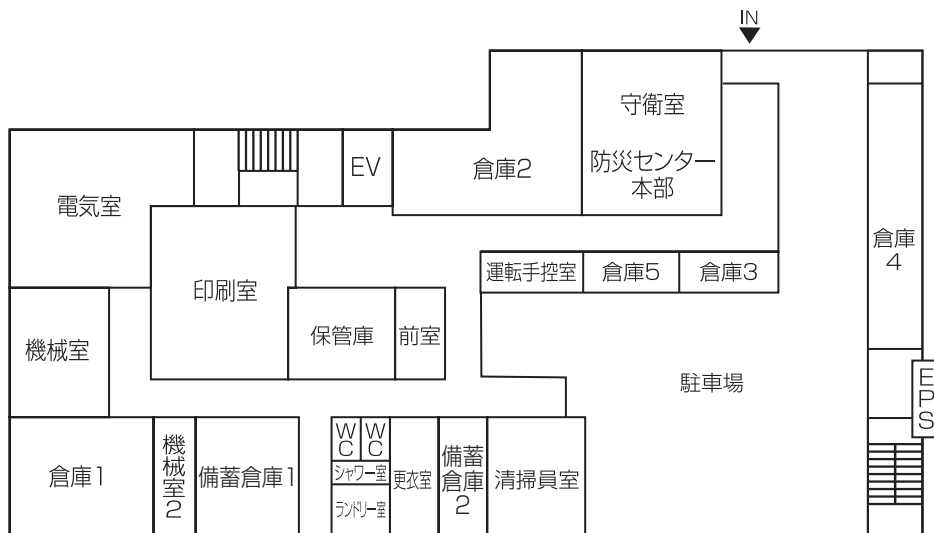 IN
守衛室
防災センター
本部
EV
倉庫2
電気室
倉庫
4
運転手控室
倉庫5
倉庫3
印刷室
保管庫
前室
機械室
駐車場
EPS
WC
WC
シャワー室
ランドリー室
更衣室
備蓄
倉庫
2
清掃員室
倉庫1
機械室2
備蓄倉庫1